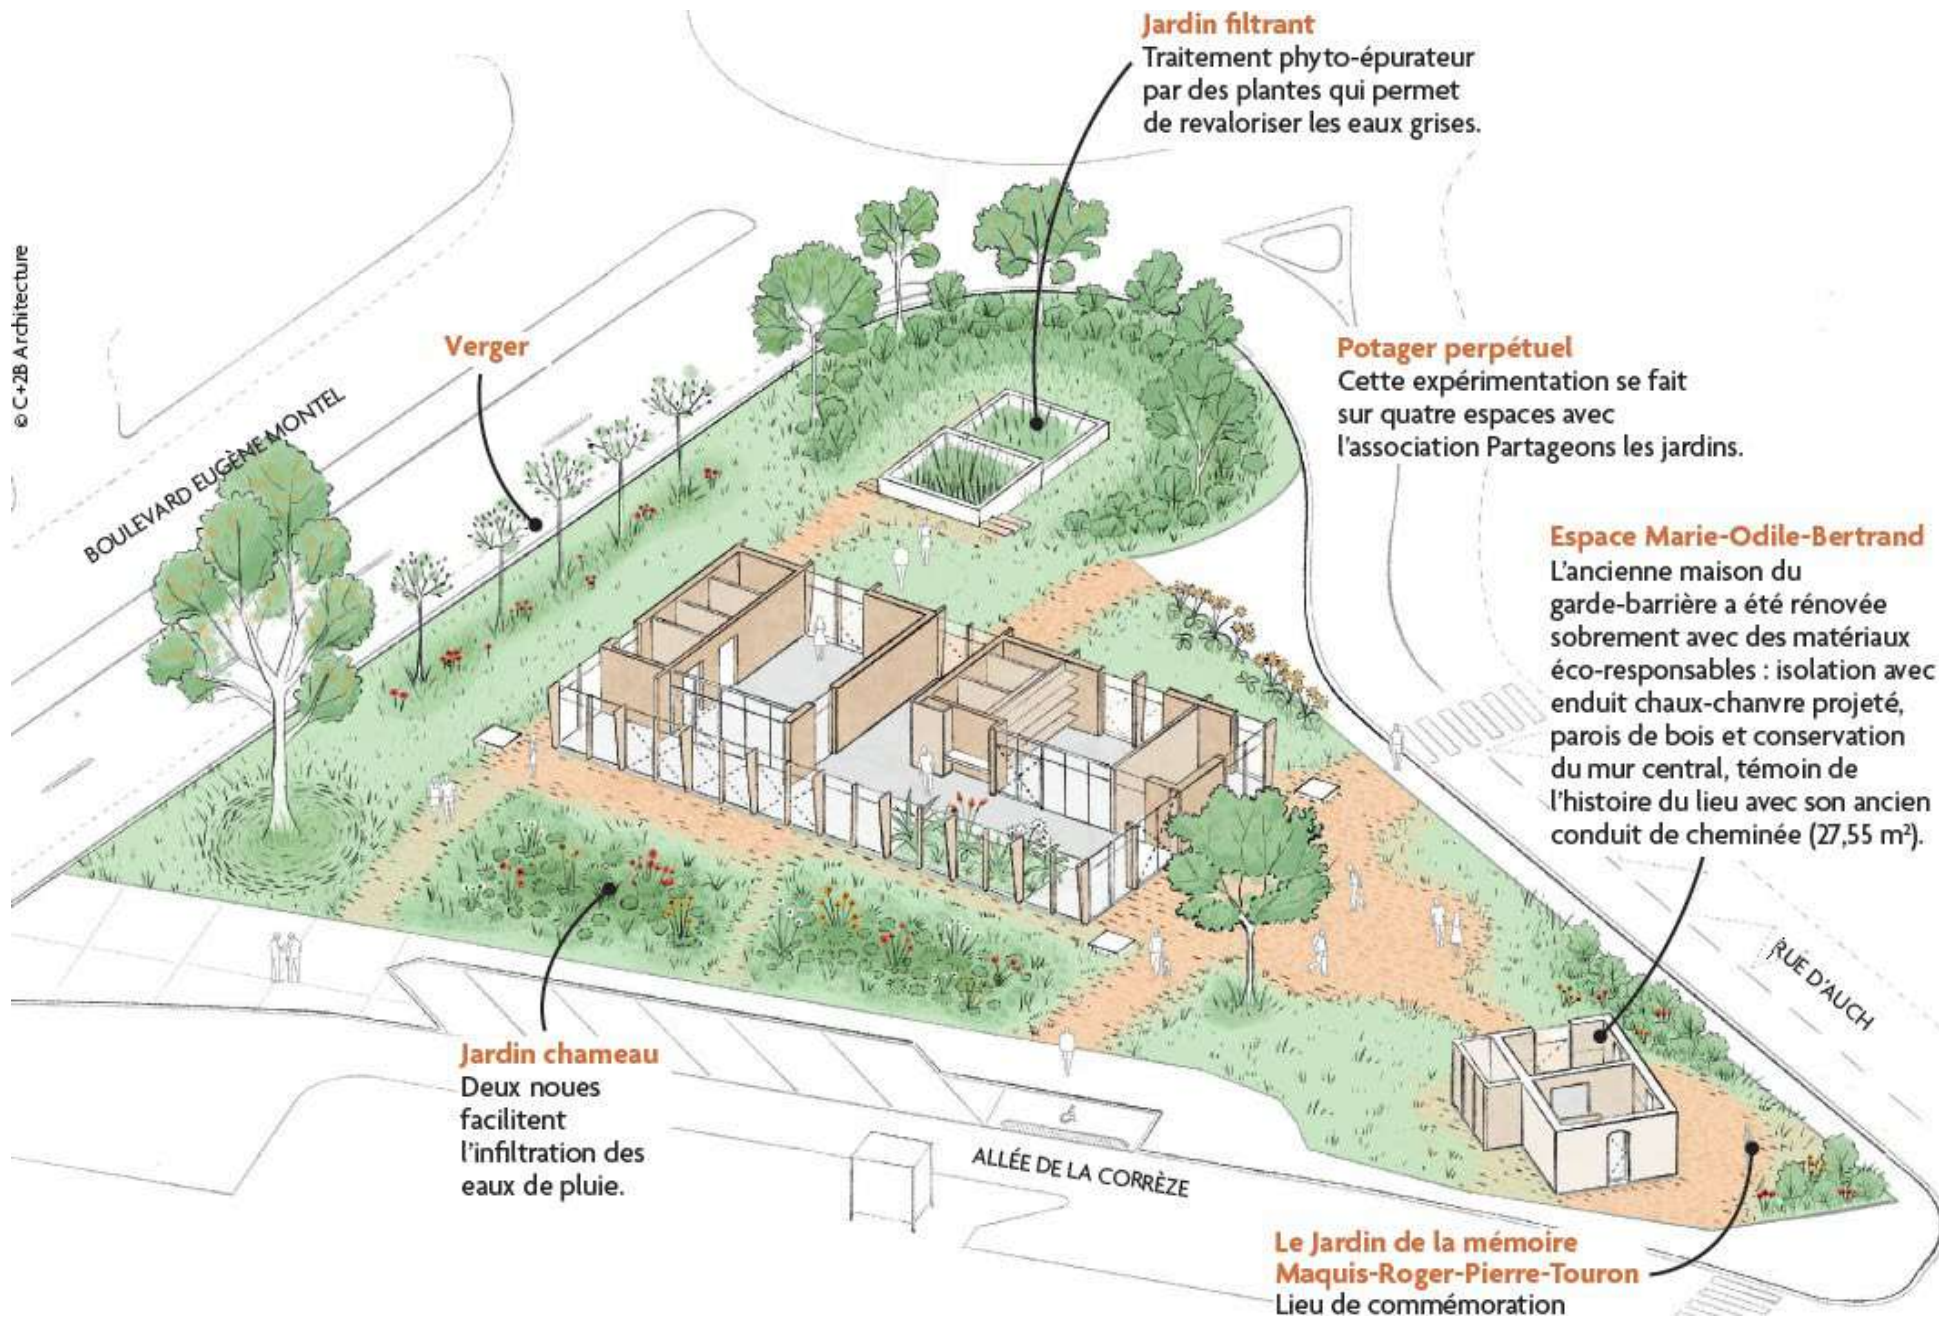 Jardin filtrant
Traitement phyto-épurateur
par des plantes qui permet
de revaloriser les eaux grises.
© C+2B Architecture
Verger
BOULEVARD EUGÈNE MONTEL
Potager perpétuel
Cette expérimentation se fait
sur quatre espaces avec
l'association Partageons les jardins.
Espace Marie-Odile-Bertrand
L'ancienne maison du
garde-barrière a été rénovée
sobrement avec des matériaux
éco-responsables : isolation avec
enduit chaux-chanvre projeté,
parois de bois et conservation
du mur central, témoin de
l'histoire du lieu avec son ancien
conduit de cheminée (27,55 m²).
RUE D'AUCH
Jardin chameau
Deux noues
facilitent
l'infiltration des
eaux de pluie.
ALLÉE DE LA CORRÈZE
Le Jardin de la mémoire
Maquis-Roger-Pierre-Touron
Lieu de commémoration